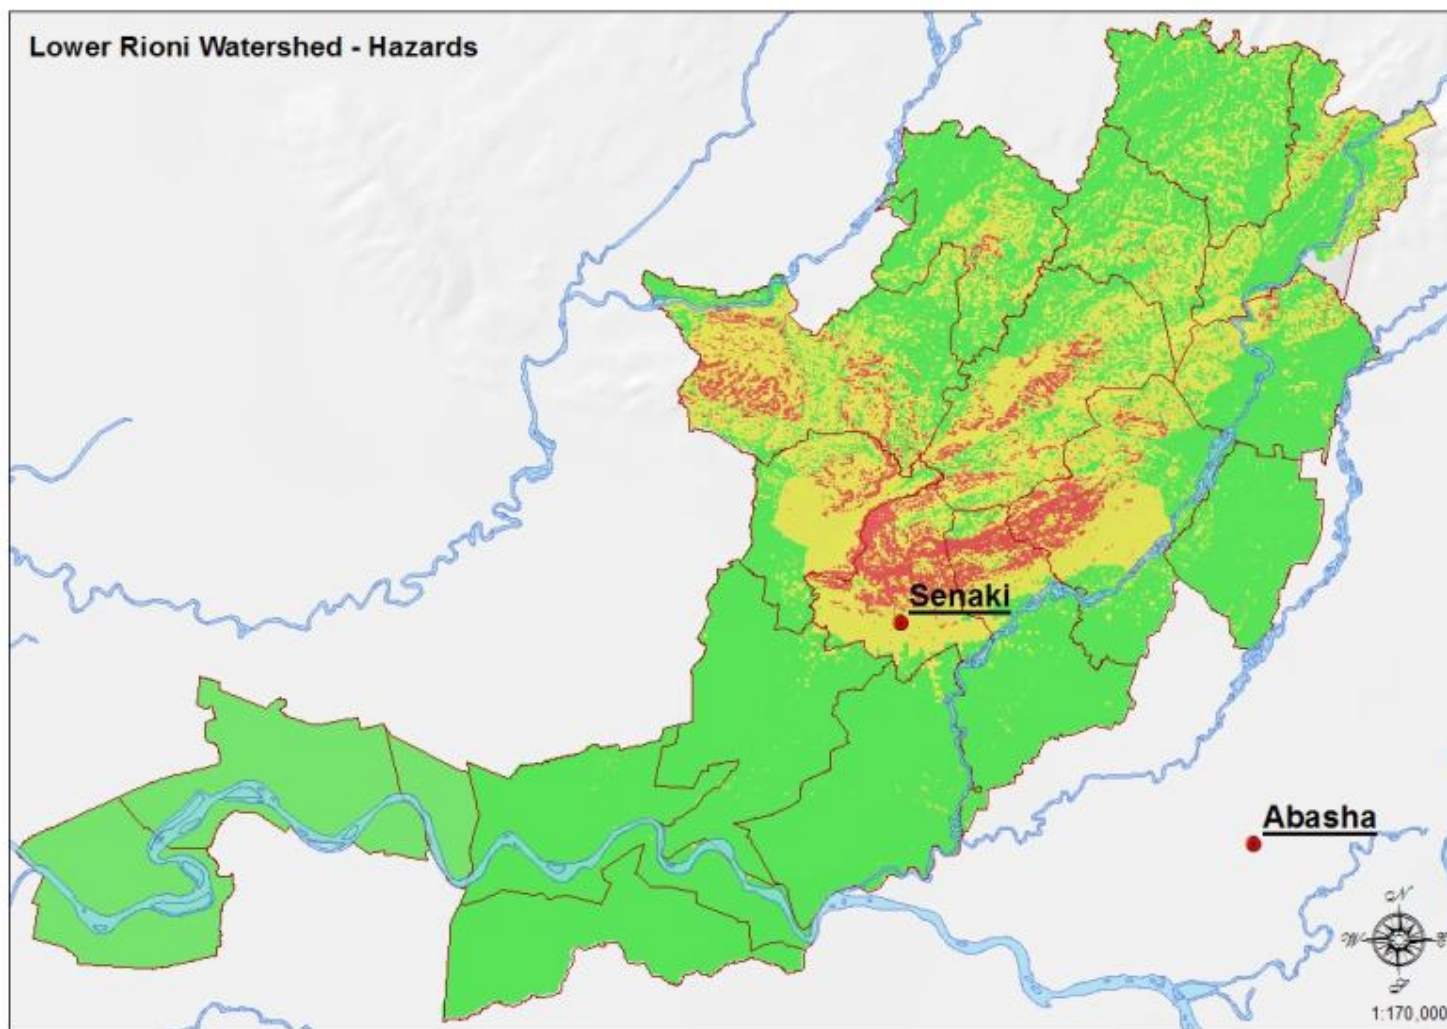 Lower Rioni Watershed - Hazards
Senaki
Abasha
N
W
E
S
1:170,000